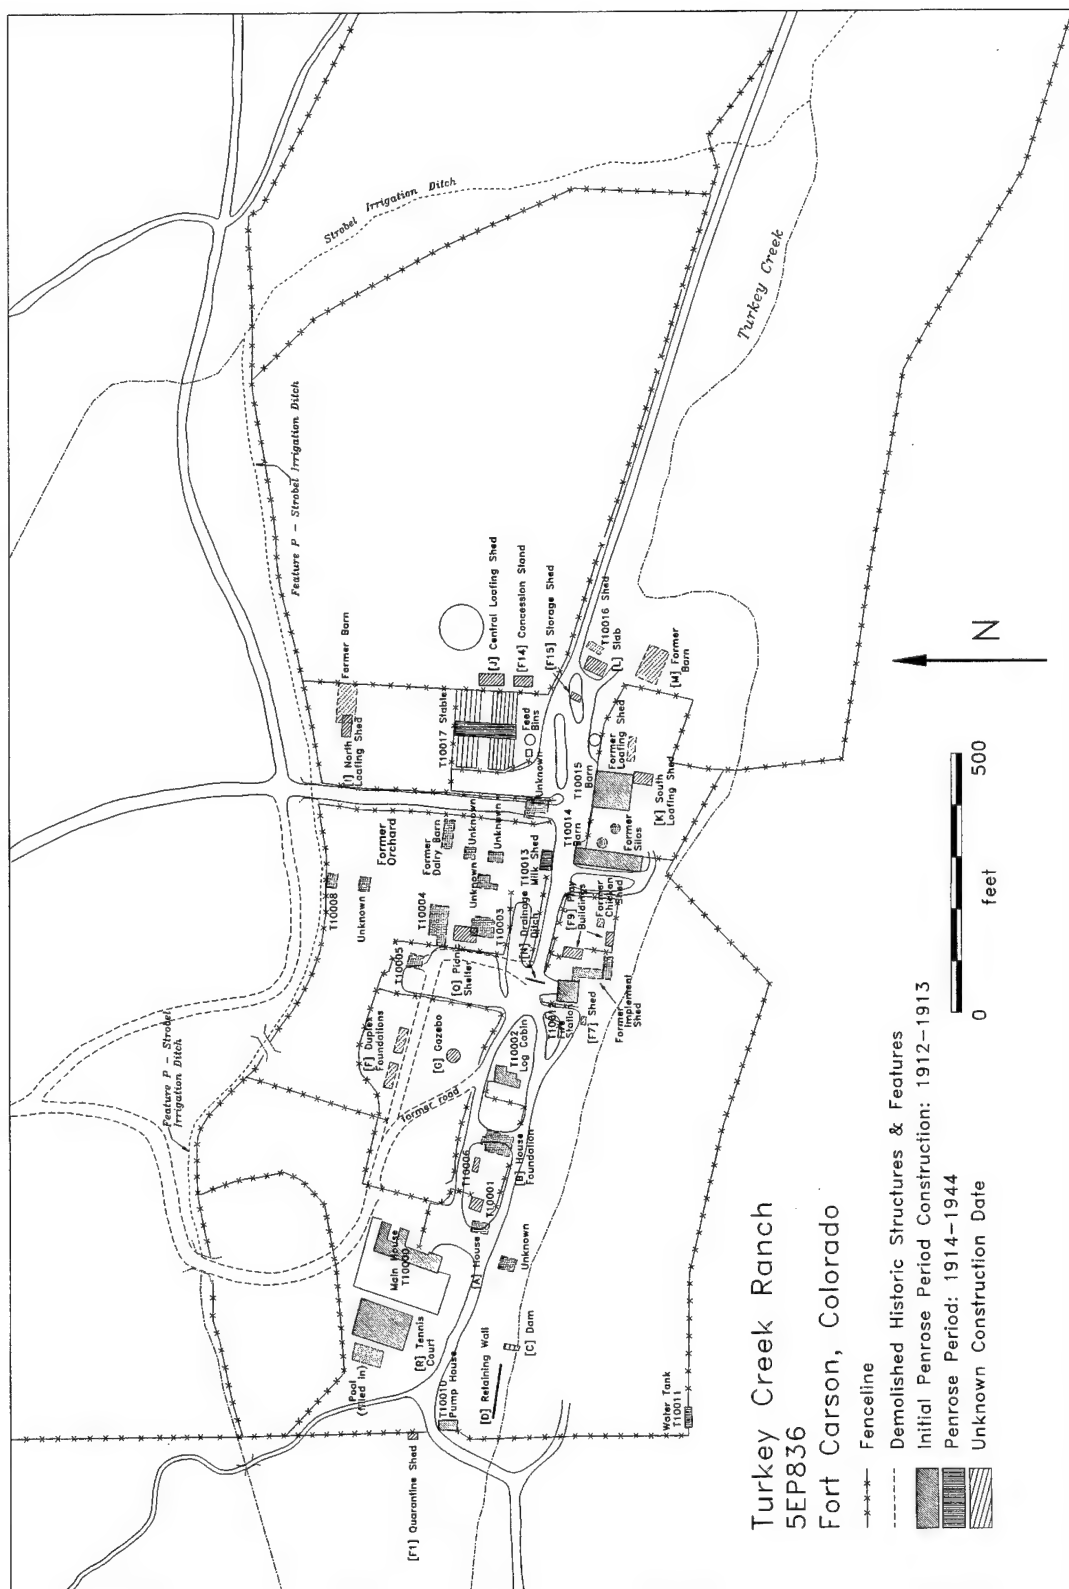 Turkey Creek Ranch
5EP836
Fort Carson, Colorado
Fenceline
Demolished Historic Structures & Features
Initial Penrose Period Construction: 1912–1913
Penrose Period: 1914–1944
Unknown Construction Date
0
500
feet
N
[F1] Quarantine Shed
T10010
Pump House
Pool
(filled in)
[R] Tennis
Court
[D] Retaining Wall
[C] Dam
Water Tank
T10011
Main House
T10000
[A] House
T10001
Unknown
T10006
[B] House
Foundation
former road
Feature P – Strobel
Irrigation Ditch
[F] Duplex
Foundations
[G] Gazebo
T10002
Log Cabin
Station
[F7] Shed
Former
Implement
Shed
T10005
[O] Picnic
Shelter
T10004
T10003
[N] Drainage
Ditch
[F9] Play
Buildings
Former
Chicken
Shed
T10008
Unknown
Former
Orchard
Former
Dairy Barn
Unknown
Unknown
Unknown
T10013
Milk Shed
T10014
Barn
Former
Silos
Unknown
T10015
Barn
Former
Loafing Shed
[K] South
Loafing Shed
[I] North
Loafing Shed
Former Barn
T10017 Stable
Feed
Bins
[J] Central Loafing Shed
[F14] Concession Stand
[F15] Storage Shed
T10016 Shed
[L] Slab
[M] Former
Barn
Feature P – Strobel Irrigation Ditch
Strobel Irrigation Ditch
Turkey Creek